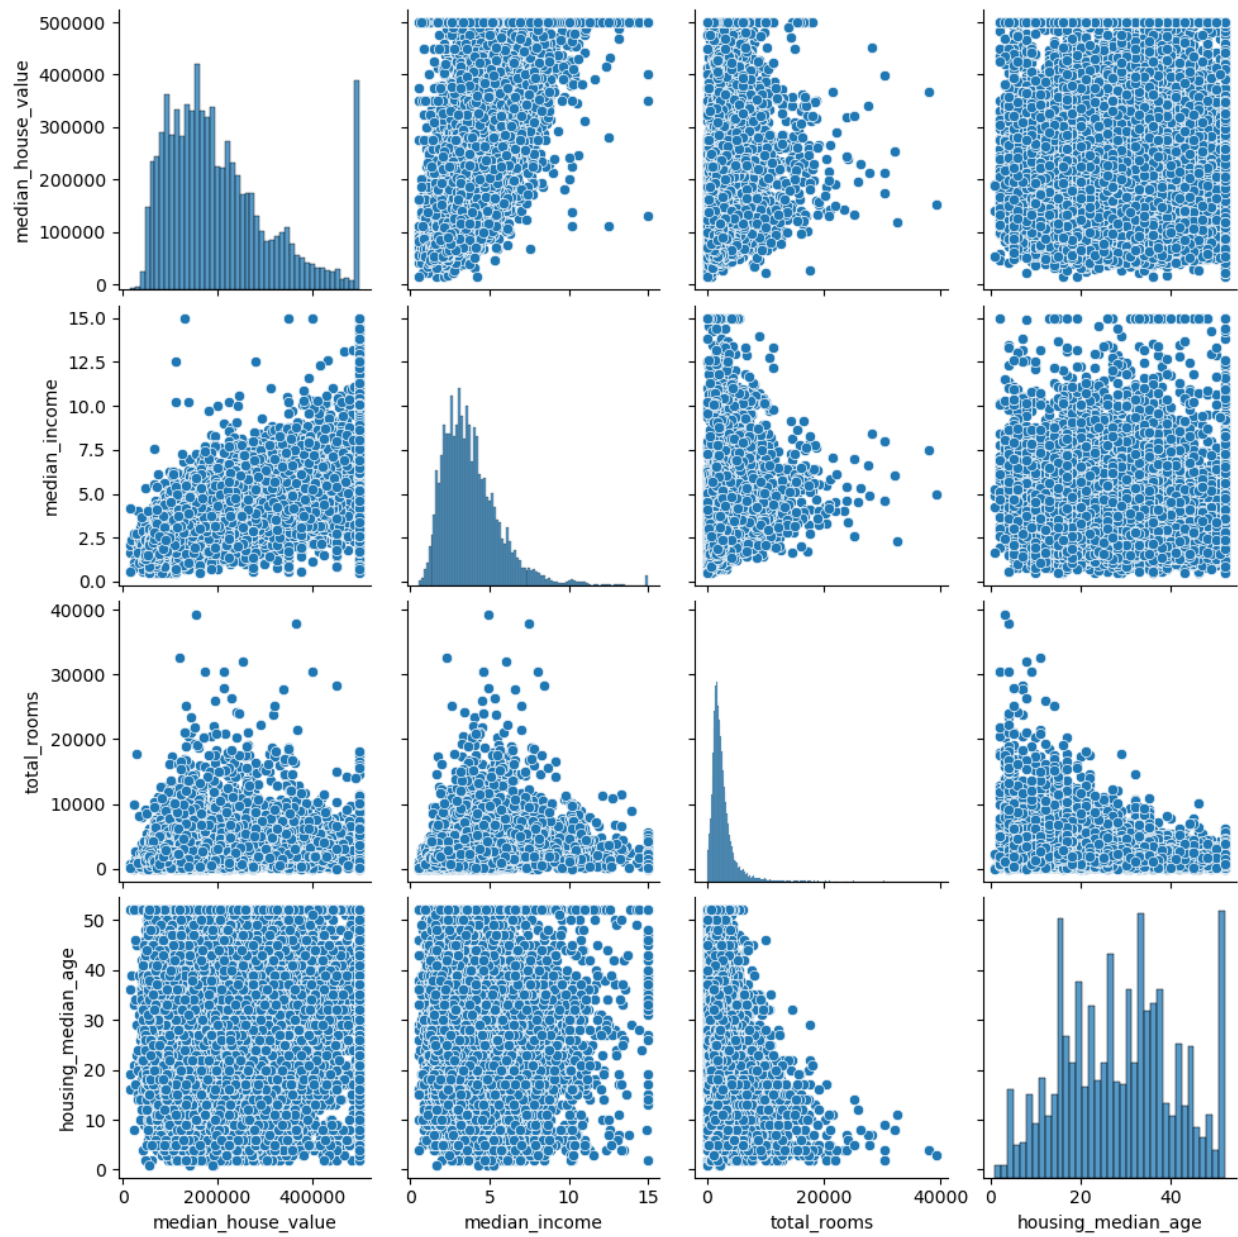 500000
400000
300000
200000
100000
0
median_house_value
15.0
12.5
10.0
7.5
5.0
2.5
0.0
median_income
40000
30000
20000
10000
0
total_rooms
50
40
30
20
10
0
housing_median_age
0 200000 400000
0 5 10 15
0 20000 40000
0 20 40
median_house_value median_income total_rooms housing_median_age